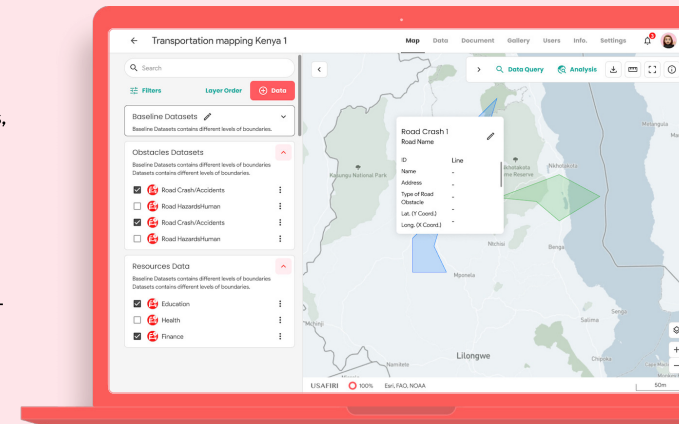 Transportation mapping Kenya 1
Map
Data
Document
Gallery
Users
Info.
Settings
Search
Filters
Layer Order
Data
Baseline Datasets
Baseline Datasets contains different levels of boundaries.
Obstacles Datasets
Baseline Datasets contains different levels of boundaries
Datasets contains different levels of boundaries.
Road Crash/Accidents
Road HazardsHuman
Road Crash/Accidents
Road HazardsHuman
Resources Data
Baseline Datasets contains different levels of boundaries
Datasets contains different levels of boundaries.
Education
Health
Finance
Data Query
Analysis
Road Crash 1
Road Name
ID Line
Name -
Address -
Type of Road -
Obstacle
Lat. (Y Coord.) -
Long. (X Coord.) -
Kasungu National Park
Nkhotakota
Ntchisi
Benga
Mponela
Senga
Salima
Chipoka
Lilongwe
Namitete
USAFIRI
100%
Esri, FAO, NOAA
50m